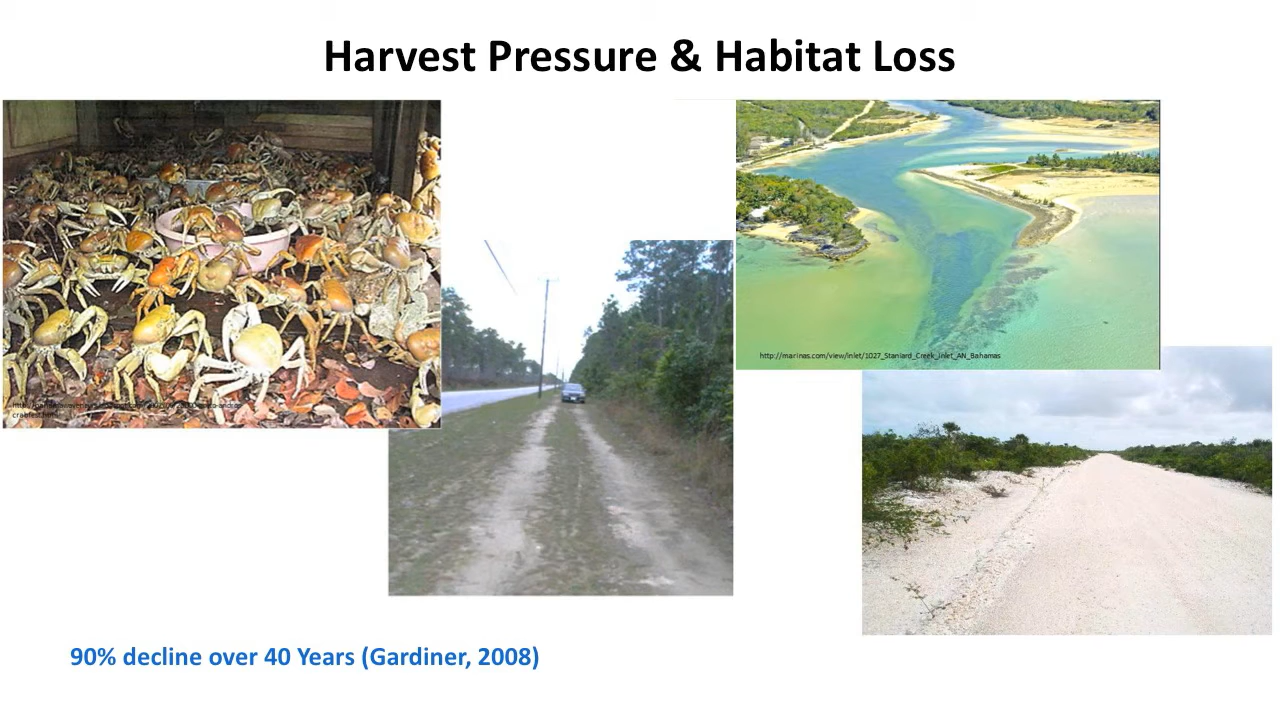 Harvest Pressure & Habitat Loss
http://marinas.com/view/inlet/1027_Staniard_Creek_Inlet_AN_Bahamas
90% decline over 40 Years (Gardiner, 2008)